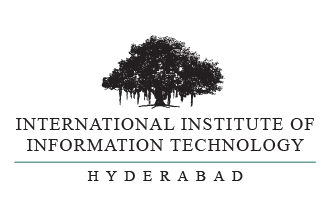 INTERNATIONAL INSTITUTE OF
INFORMATION TECHNOLOGY
HYDERABAD